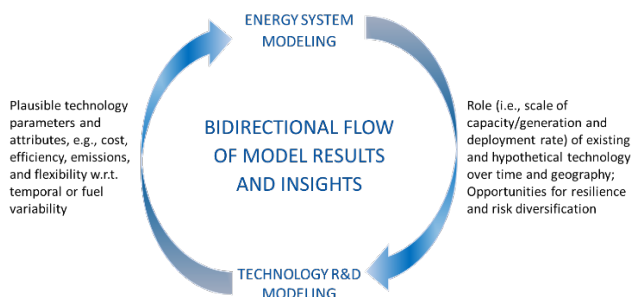 ENERGY SYSTEM
MODELING
Plausible technology
parameters and
attributes, e.g., cost,
efficiency, emissions,
and flexibility w.r.t.
temporal or fuel
variability
BIDIRECTIONAL FLOW
OF MODEL RESULTS
AND INSIGHTS
Role (i.e., scale of
capacity/generation and
deployment rate) of existing
and hypothetical technology
over time and geography;
Opportunities for resilience
and risk diversification
TECHNOLOGY R&D
MODELING